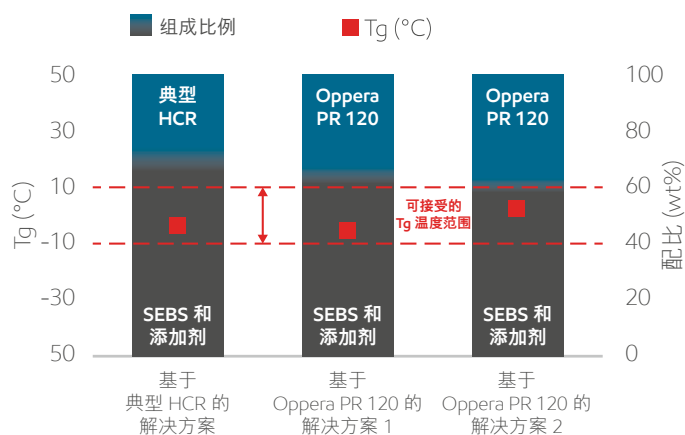 组成比例
Tg (°C)
50
30
10
-10
-30
50
Tg (°C)
100
80
60
40
20
0
配比 (wt%)
典型
HCR
Oppera
PR 120
Oppera
PR 120
可接受的
Tg 温度范围
SEBS 和
添加剂
SEBS 和
添加剂
SEBS 和
添加剂
基于
典型 HCR 的
解决方案
基于
Oppera PR 120 的
解决方案 1
基于
Oppera PR 120 的
解决方案 2